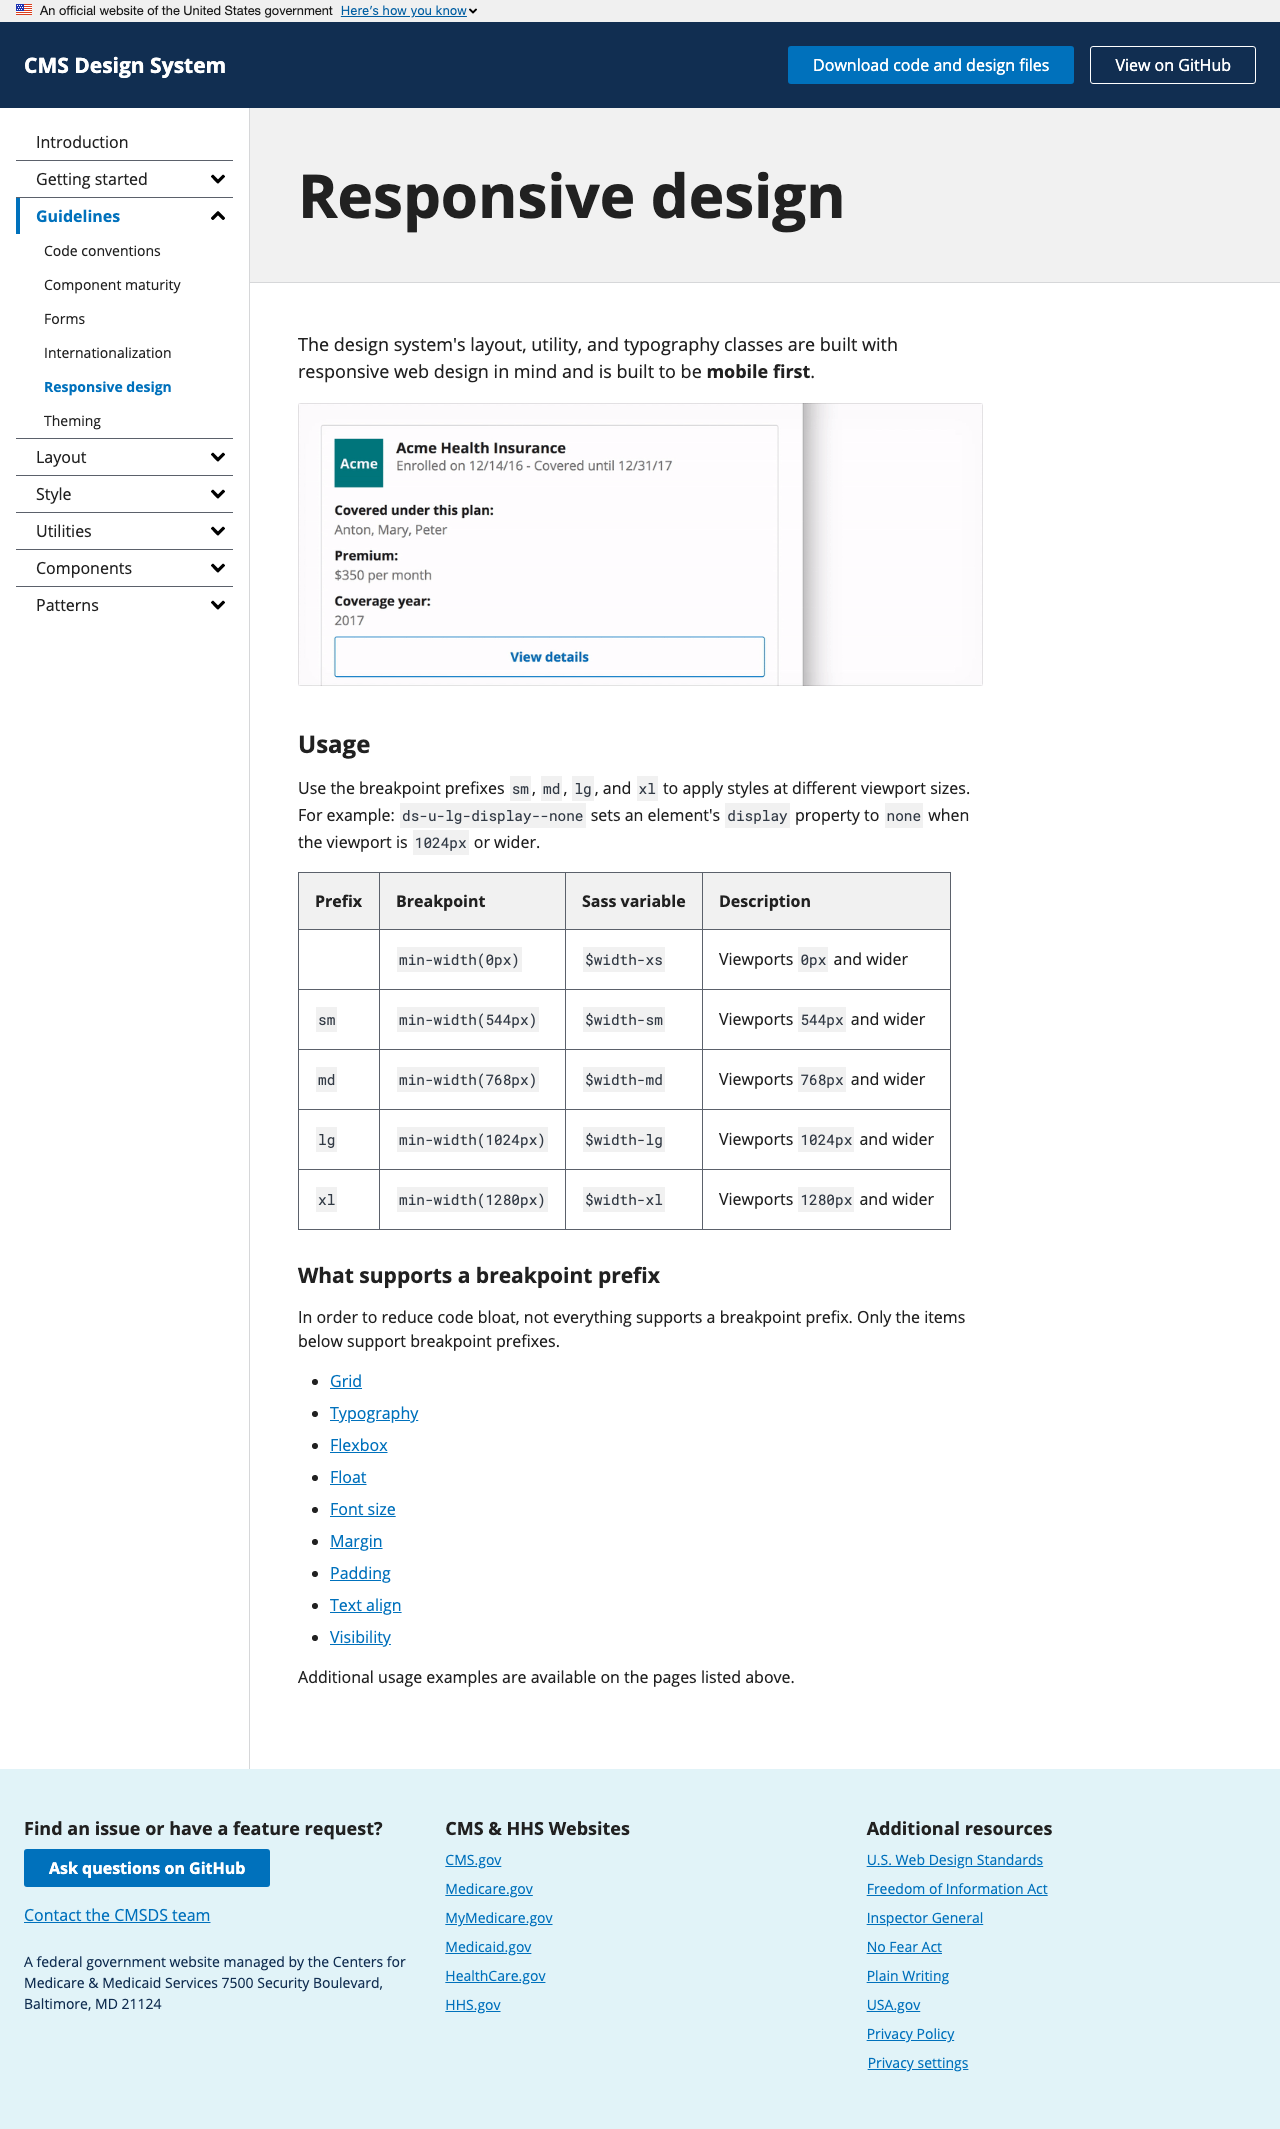 An official website of the United States government Here's how you know
CMS Design System
Download code and design files
View on GitHub
Introduction
Getting started
Guidelines
Code conventions
Component maturity
Forms
Internationalization
Responsive design
Theming
Layout
Style
Utilities
Components
Patterns
Responsive design
The design system's layout, utility, and typography classes are built with
responsive web design in mind and is built to be mobile first.
Acme
Acme Health Insurance
Enrolled on 12/14/16 - Covered until 12/31/17
Covered under this plan:
Anton, Mary, Peter
Premium:
$350 per month
Coverage year:
2017
View details
Usage
Use the breakpoint prefixes sm, md, lg, and xl to apply styles at different viewport sizes.
For example: ds-u-lg-display--none sets an element's display property to none when
the viewport is 1024px or wider.
Prefix Breakpoint Sass variable Description
min-width(0px) $width-xs Viewports 0px and wider
sm min-width(544px) $width-sm Viewports 544px and wider
md min-width(768px) $width-md Viewports 768px and wider
lg min-width(1024px) $width-lg Viewports 1024px and wider
xl min-width(1280px) $width-xl Viewports 1280px and wider
What supports a breakpoint prefix
In order to reduce code bloat, not everything supports a breakpoint prefix. Only the items
below support breakpoint prefixes.
Grid
Typography
Flexbox
Float
Font size
Margin
Padding
Text align
Visibility
Additional usage examples are available on the pages listed above.
Find an issue or have a feature request?
Ask questions on GitHub
Contact the CMSDS team
A federal government website managed by the Centers for
Medicare & Medicaid Services 7500 Security Boulevard,
Baltimore, MD 21124
CMS & HHS Websites
CMS.gov
Medicare.gov
MyMedicare.gov
Medicaid.gov
HealthCare.gov
HHS.gov
Additional resources
U.S. Web Design Standards
Freedom of Information Act
Inspector General
No Fear Act
Plain Writing
USA.gov
Privacy Policy
Privacy settings